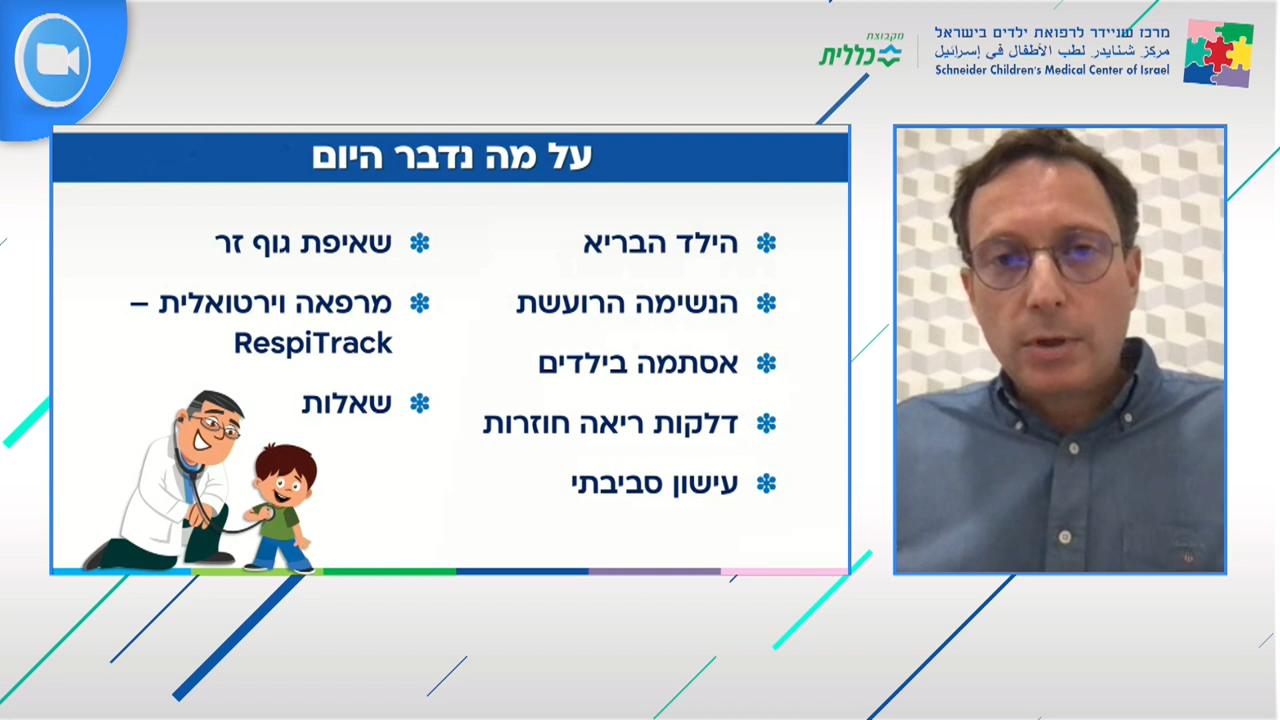 מקבוצת
כללית
מרכז שניידר לרפואת ילדים בישראל
مركز شنايدر لطب الأطفال في إسرائيل
Schneider Children's Medical Center of Israel
על מה נדבר היום
הילד הבריא
הנשימה הרועשת
אסתמה בילדים
דלקות ריאה חוזרות
עישון סביבתי
שאיפת גוף זר
מרפאה וירטואלית –
RespiTrack
שאלות